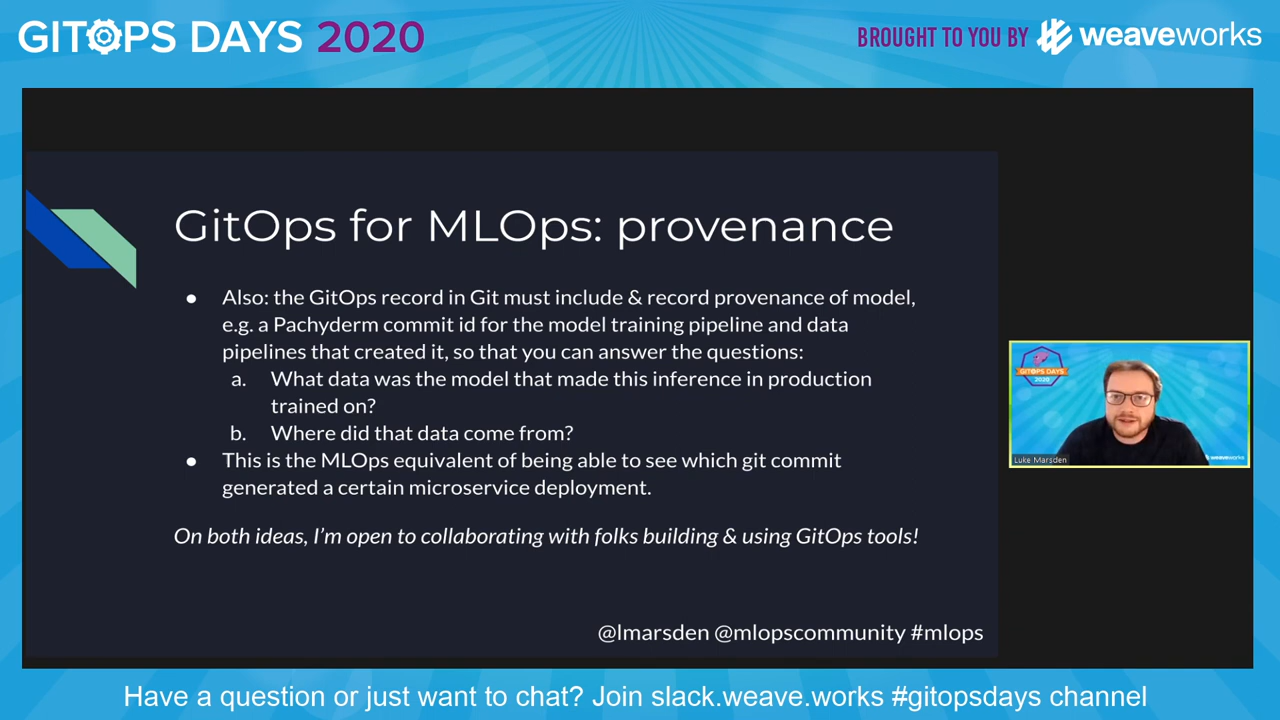 GITOPS DAYS 2020
BROUGHT TO YOU BY weaveworks
GitOps for MLOps: provenance
● Also: the GitOps record in Git must include & record provenance of model,
e.g. a Pachyderm commit id for the model training pipeline and data
pipelines that created it, so that you can answer the questions:
a. What data was the model that made this inference in production
trained on?
b. Where did that data come from?
● This is the MLOps equivalent of being able to see which git commit
generated a certain microservice deployment.
On both ideas, I'm open to collaborating with folks building & using GitOps tools!
@lmarsden @mlopscommunity #mlops
GITOPS DAYS
2020
Luke Marsden
weaveworks
Have a question or just want to chat? Join slack.weave.works #gitopsdays channel